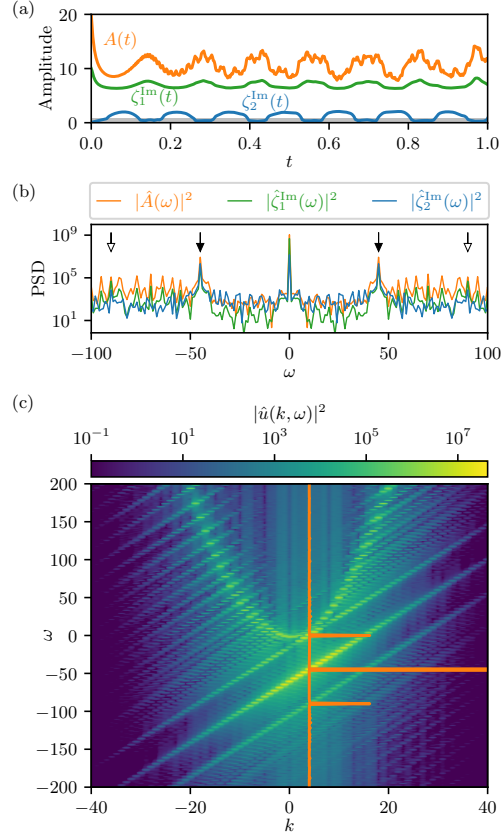 (a)
20
10
0
Amplitude
A(t)
ζ₁ᴵᵐ(t)
ζ₂ᴵᵐ(t)
0.0 0.2 0.4 0.6 0.8 1.0
t
(b)
|Â(ω)|² |ζ̂₁ᴵᵐ(ω)|² |ζ̂₂ᴵᵐ(ω)|²
10⁹
10⁵
10¹
PSD
−100 −50 0 50 100
ω
(c)
|û(k, ω)|²
10⁻¹ 10¹ 10³ 10⁵ 10⁷
200
150
100
50
0
−50
−100
−150
−200
ω
−40 −20 0 20 40
k